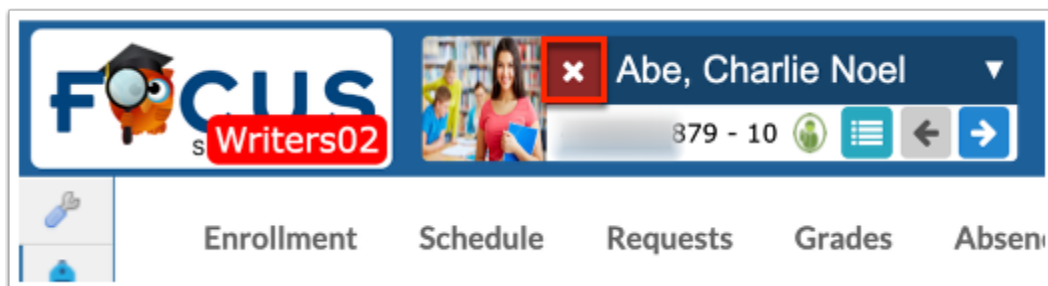 FOCUS
S
Writers02
Abe, Charlie Noel
879 - 10
Enrollment Schedule Requests Grades